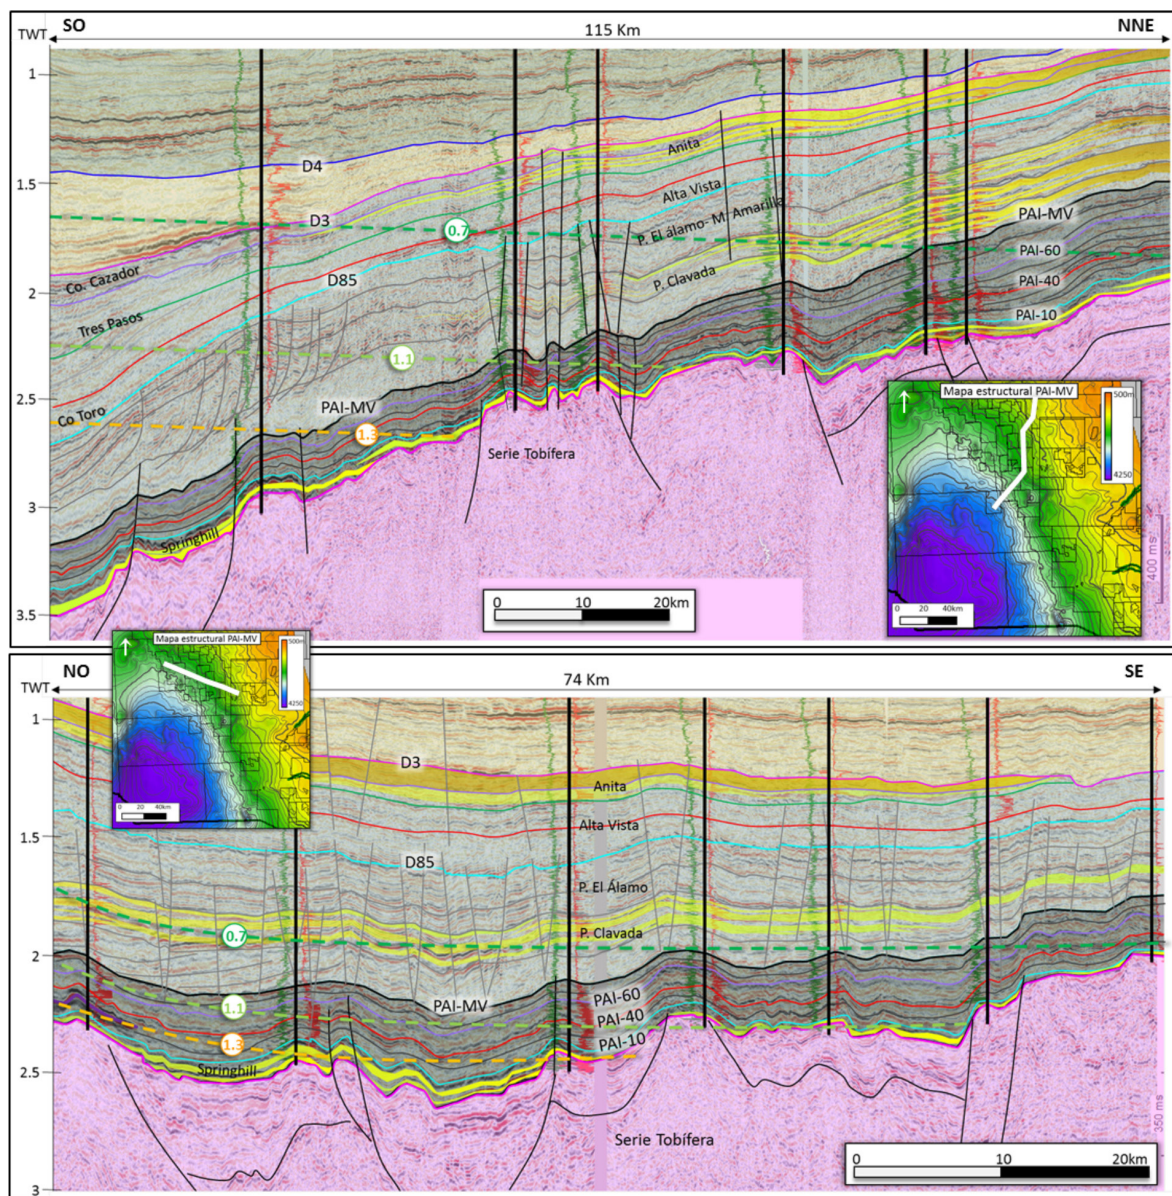 SO
NNE
TWT
115 Km
1
1.5
2
2.5
3
3.5
D4
D3
Anita
Alta Vista
P. El álamo- M. Amarilla
P. Clavada
0.7
D85
Co. Cazador
Tres Pasos
1.1
Co Toro
PAI-MV
1.3
PAI-MV
PAI-60
PAI-40
PAI-10
Springhill
Serie Tobífera
0 10 20km
Mapa estructural PAI-MV
500m
4250
0 20 40km
400 ms
NO
SE
TWT
74 Km
Mapa estructural PAI-MV
500m
4250
0 20 40km
1
1.5
2
2.5
3
D3
Anita
Alta Vista
D85
P. El Álamo
0.7
P. Clavada
PAI-MV
PAI-60
1.1
PAI-40
1.3
PAI-10
Springhill
Serie Tobífera
0 10 20km
350 ms